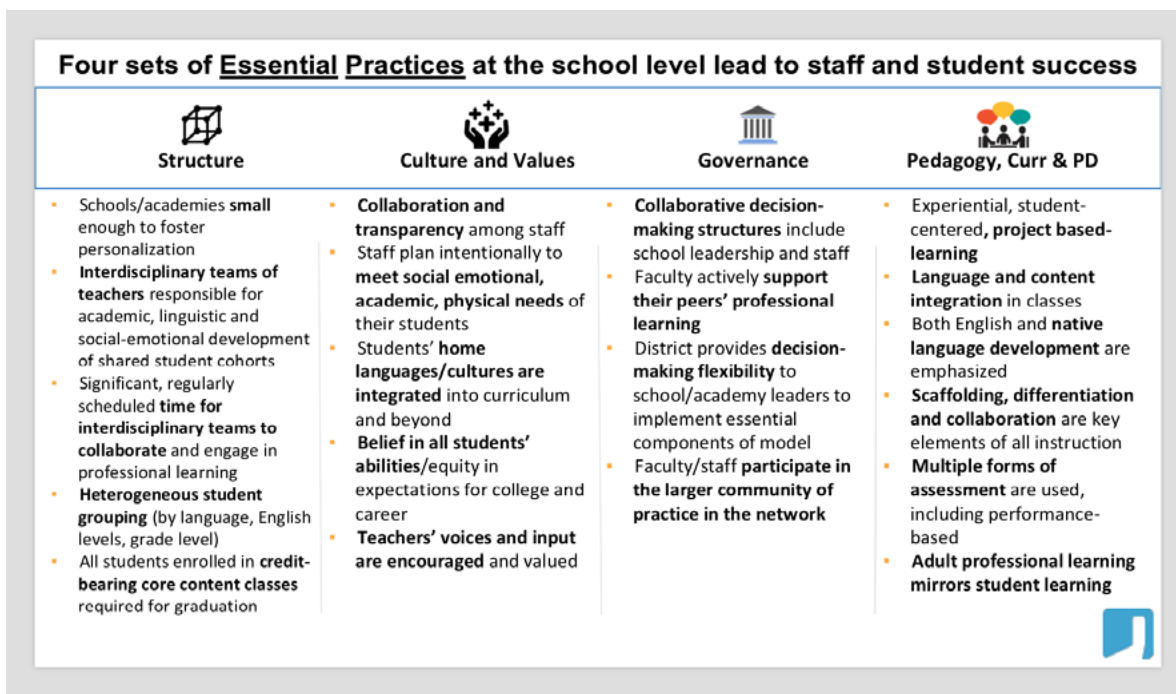 Four sets of Essential Practices at the school level lead to staff and student success
Structure
Schools/academies small
enough to foster
personalization
Interdisciplinary teams of
teachers responsible for
academic, linguistic and
social-emotional development
of shared student cohorts
Significant, regularly
scheduled time for
interdisciplinary teams to
collaborate and engage in
professional learning
Heterogeneous student
grouping (by language, English
levels, grade level)
All students enrolled in credit-
bearing core content classes
required for graduation
Culture and Values
Collaboration and
transparency among staff
Staff plan intentionally to
meet social emotional,
academic, physical needs of
their students
Students’ home
languages/cultures are
integrated into curriculum
and beyond
Belief in all students’
abilities/equity in
expectations for college and
career
Teachers’ voices and input
are encouraged and valued
Governance
Collaborative decision-
making structures include
school leadership and staff
Faculty actively support
their peers’ professional
learning
District provides decision-
making flexibility to
school/academy leaders to
implement essential
components of model
Faculty/staff participate in
the larger community of
practice in the network
Pedagogy, Curr & PD
Experiential, student-
centered, project based-
learning
Language and content
integration in classes
Both English and native
language development are
emphasized
Scaffolding, differentiation
and collaboration are key
elements of all instruction
Multiple forms of
assessment are used,
including performance-
based
Adult professional learning
mirrors student learning